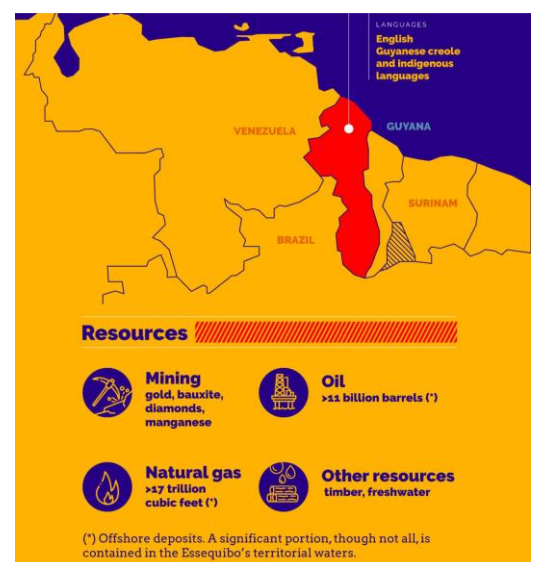 LANGUAGES
English
Guyanese creole
and indigenous
languages
VENEZUELA
GUYANA
SURINAM
BRAZIL
Resources
Mining
gold, bauxite,
diamonds,
manganese
Oil
>11 billion barrels (*)
Natural gas
>17 trillion
cubic feet (*)
Other resources
timber, freshwater
(*) Offshore deposits. A significant portion, though not all, is
contained in the Essequibo's territorial waters.